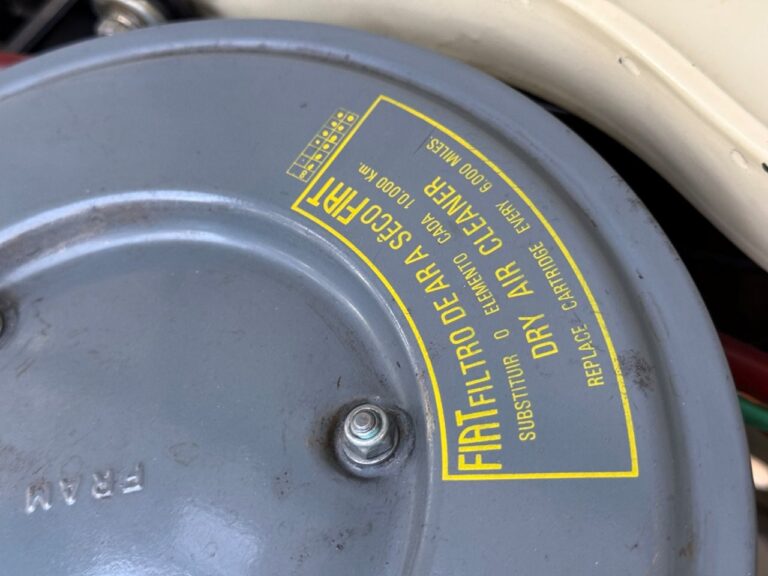 FIAT FILTRO DE AR A SÊCO FIAT
SUBSTITUIR O ELEMENTO CADA 10.000 Km.
DRY AIR CLEANER
REPLACE CARTRIDGE EVERY 6,000 MILES
8
FRAM